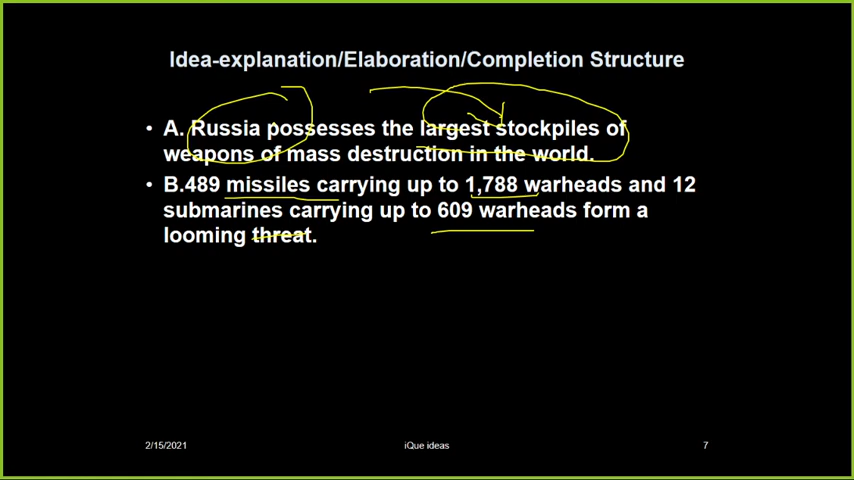 Idea-explanation/Elaboration/Completion Structure
• A. Russia possesses the largest stockpiles of
weapons of mass destruction in the world.
• B.489 missiles carrying up to 1,788 warheads and 12
submarines carrying up to 609 warheads form a
looming threat.
2/15/2021 iQue ideas 7